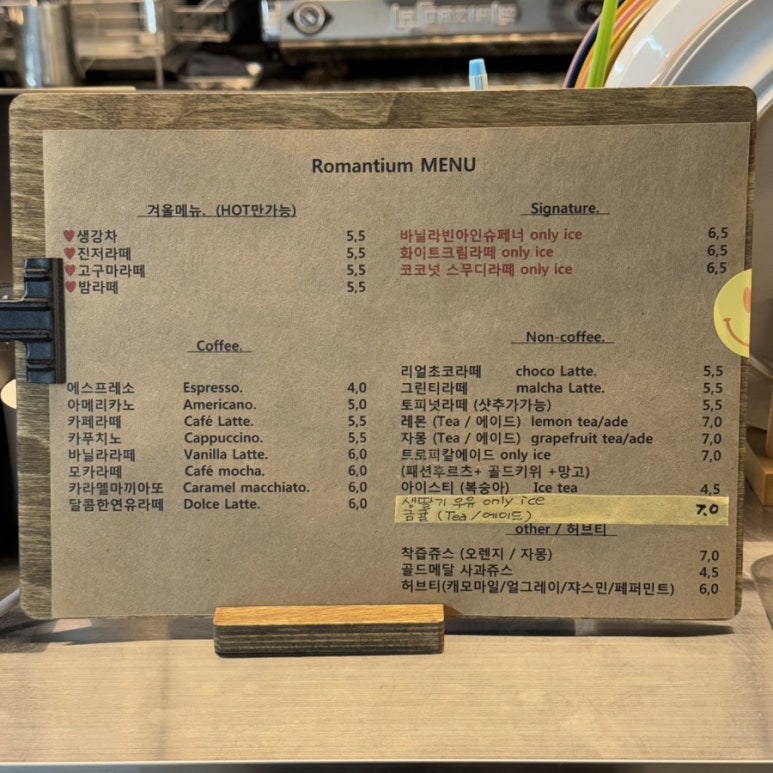 Romantium MENU
겨울메뉴. (HOT만가능)
♥생강차 5,5
♥진저라떼 5,5
♥고구마라떼 5,5
♥밤라떼 5,5
Signature.
바닐라빈아인슈페너 only ice 6,5
화이트크림라떼 only ice 6,5
코코넛 스무디라떼 only ice 6,5
Coffee.
에스프레소 Espresso. 4,0
아메리카노 Americano. 5,0
카페라떼 Café Latte. 5,5
카푸치노 Cappuccino. 5,5
바닐라라떼 Vanilla Latte. 6,0
모카라떼 Café mocha. 6,0
카라멜마끼아또 Caramel macchiato. 6,0
달콤한연유라떼 Dolce Latte. 6,0
Non-coffee.
리얼초코라떼 choco Latte. 5,5
그린티라떼 malcha Latte. 5,5
토피넛라떼 (샷추가가능) 5,5
레몬 (Tea / 에이드) lemon tea/ade 7,0
자몽 (Tea / 에이드) grapefruit tea/ade 7,0
트로피칼에이드 only ice 7,0
(패션후르츠+ 골드키위 +망고)
아이스티 (복숭아) Ice tea 4,5
생딸기 우유 only ice
금귤 (Tea / 에이드) 7.0
other / 허브티
착즙쥬스 (오렌지 / 자몽) 7,0
골드메달 사과쥬스 4,5
허브티(캐모마일/얼그레이/쟈스민/페퍼민트) 6,0